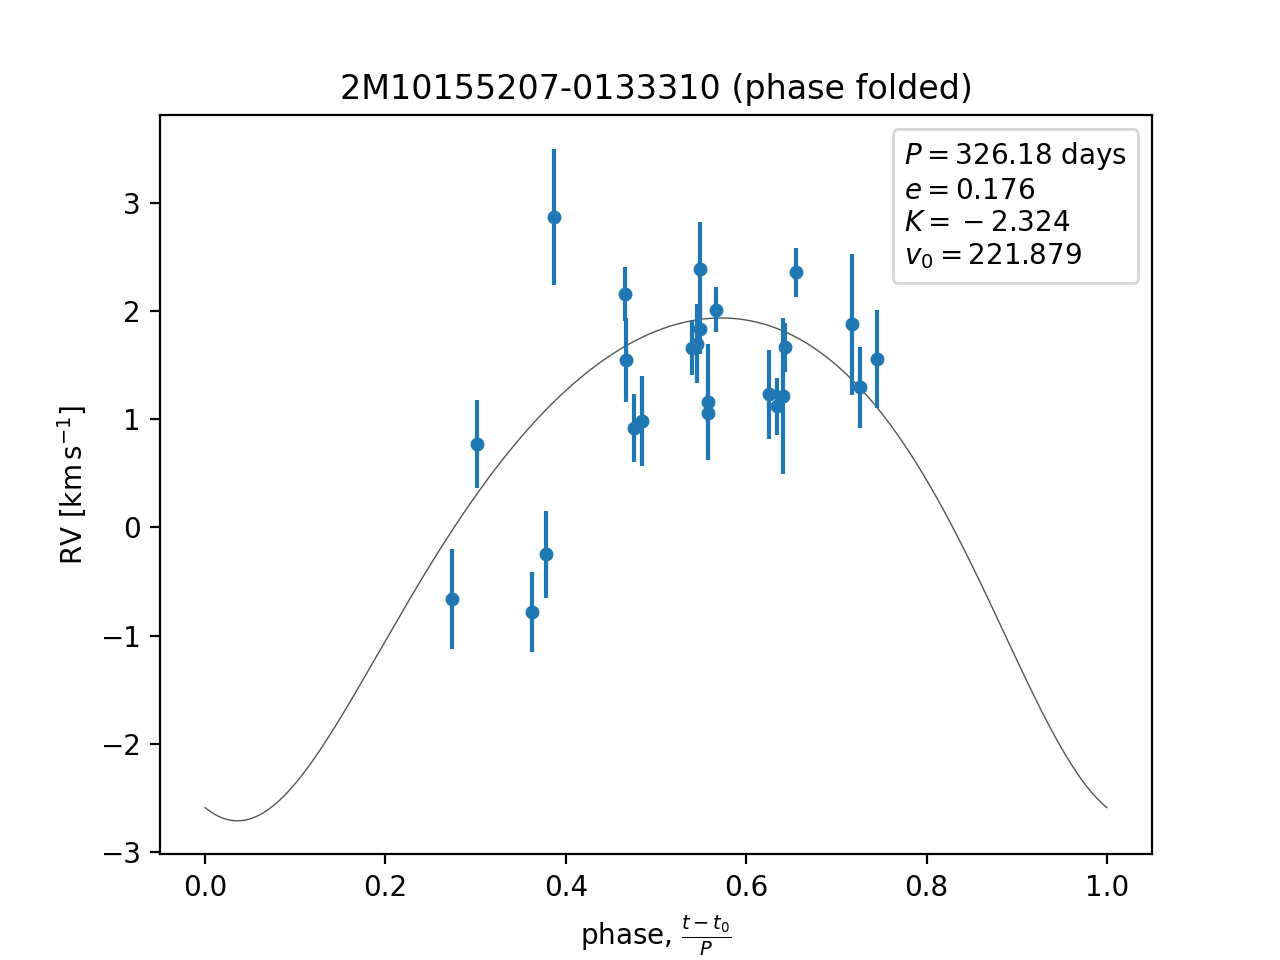 2M10155207-0133310 (phase folded)
P = 326.18 days
e = 0.176
K = −2.324
v₀ = 221.879
RV [km s⁻¹]
3
2
1
0
−1
−2
−3
0.0 0.2 0.4 0.6 0.8 1.0
phase, (t − t₀)/P